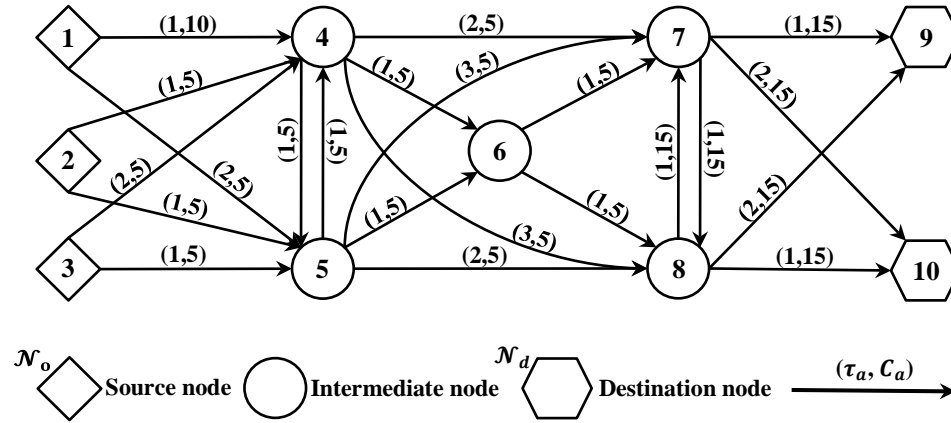 1 (1,10) 4 (2,5) 7 (1,15) 9
(1,5) (3,5) (1,5) (1,5) (2,15)
2 (2,5) (2,5) (1,5) (1,5) 6 (1,15) (1,15)
(1,5) (1,5) (3,5) (1,5) (2,15)
3 (1,5) 5 (2,5) 8 (1,15) 10
𝒩ₒ Source node Intermediate node 𝒩_d Destination node (τₐ, Cₐ)